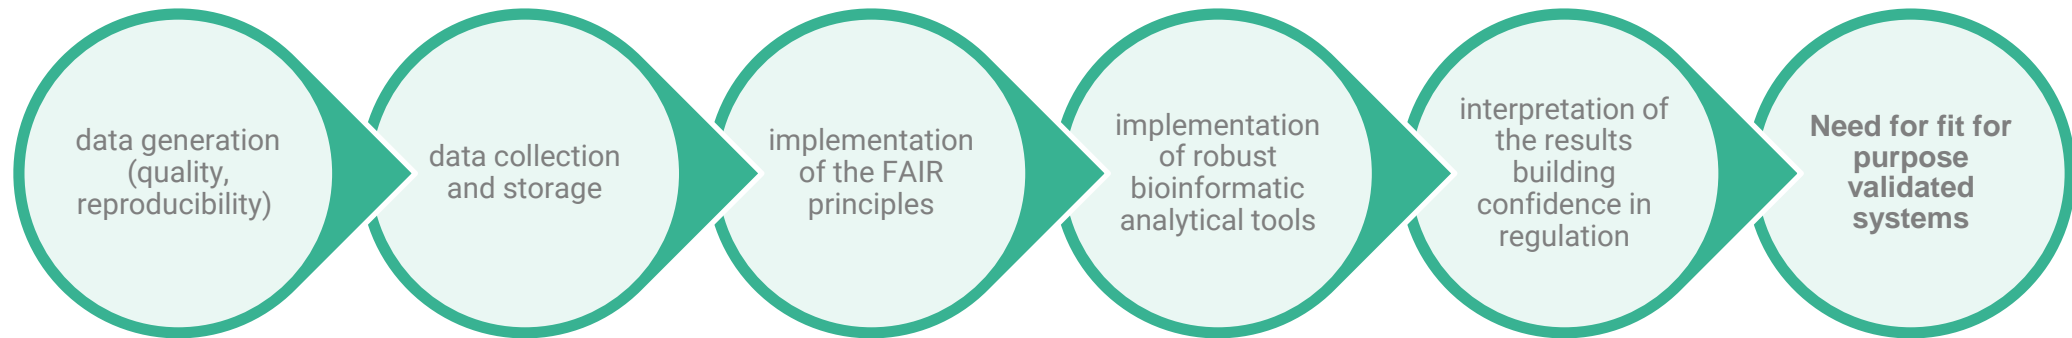 data generation
(quality,
reproducibility)
data collection
and storage
implementation
of the FAIR
principles
implementation
of robust
bioinformatic
analytical tools
interpretation of
the results
building
confidence in
regulation
Need for fit for
purpose
validated
systems